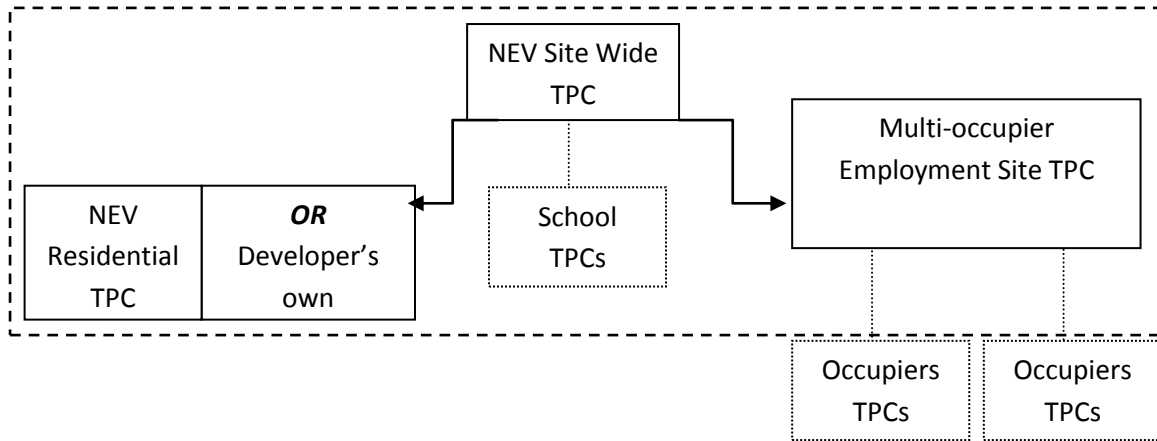 NEV Site Wide
TPC
Multi-occupier
Employment Site TPC
NEV
Residential
TPC
OR
Developer’s
own
School
TPCs
Occupiers
TPCs
Occupiers
TPCs